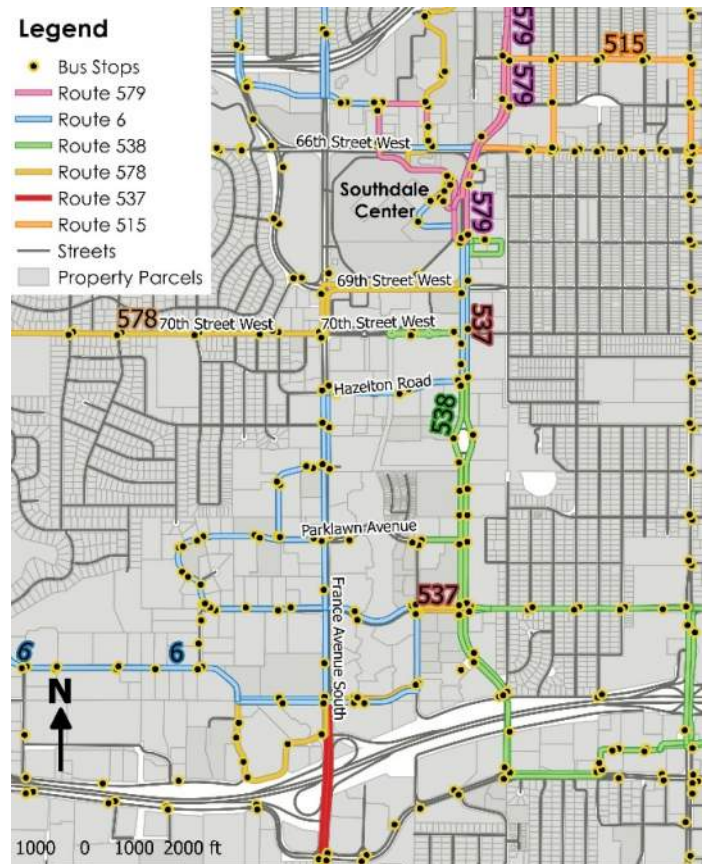 Legend
Bus Stops
Route 579
Route 6
Route 538
Route 578
Route 537
Route 515
Streets
Property Parcels
579
579
515
66th Street West
Southdale
Center
579
69th Street West
578
70th Street West
70th Street West
537
Hazelton Road
538
Parklawn Avenue
France Avenue South
537
6
6
N
1000 0 1000 2000 ft